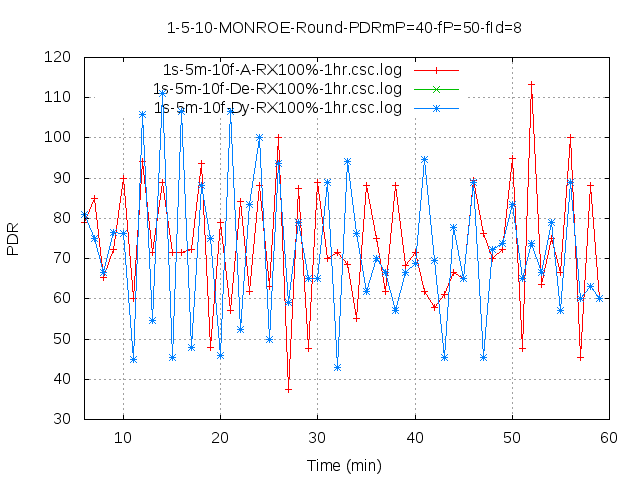 1-5-10-MONROE-Round-PDRmP=40-fP=50-fId=8
120
110
100
90
80
70
60
50
40
30
PDR
1s-5m-10f-A-RX100%-1hr.csc.log
1s-5m-10f-De-RX100%-1hr.csc.log
1s-5m-10f-Dy-RX100%-1hr.csc.log
10 20 30 40 50 60
Time (min)